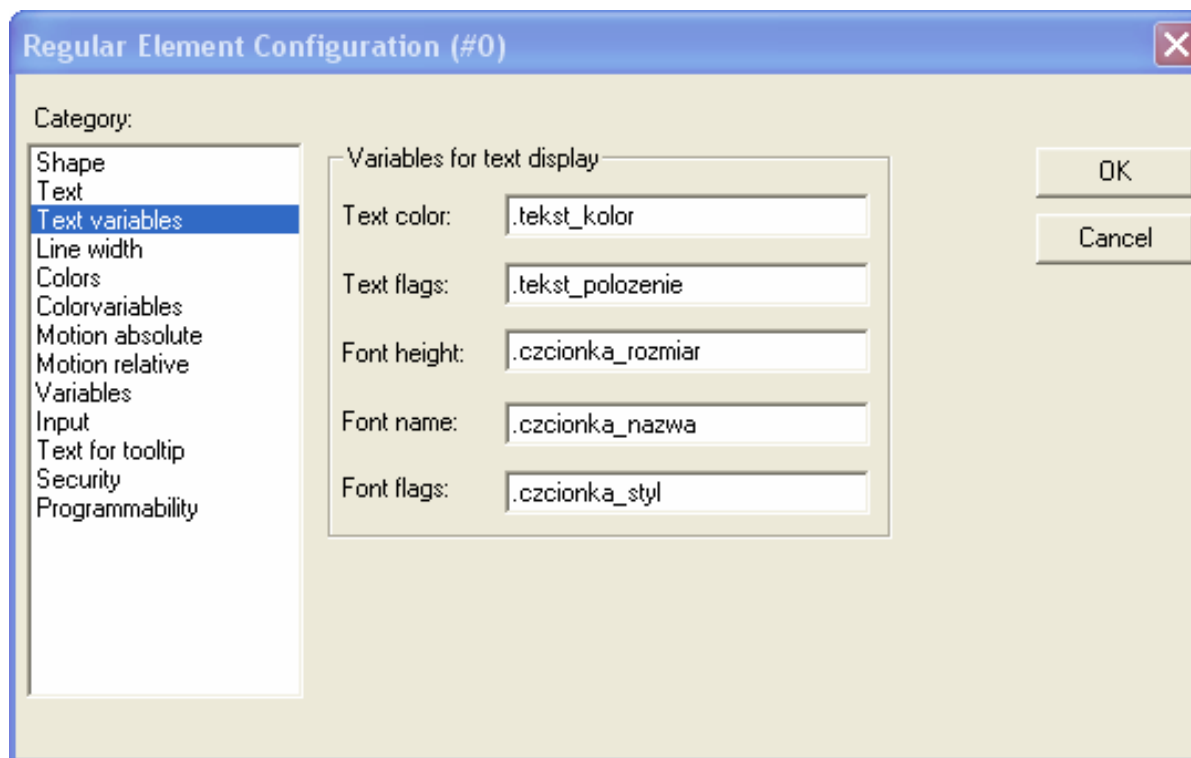 Regular Element Configuration (#0)
Category:
Shape
Text
Text variables
Line width
Colors
Colorvariables
Motion absolute
Motion relative
Variables
Input
Text for tooltip
Security
Programmability
Variables for text display
Text color: .tekst_kolor
Text flags: .tekst_polozenie
Font height: .czcionka_rozmiar
Font name: .czcionka_nazwa
Font flags: .czcionka_styl
OK
Cancel